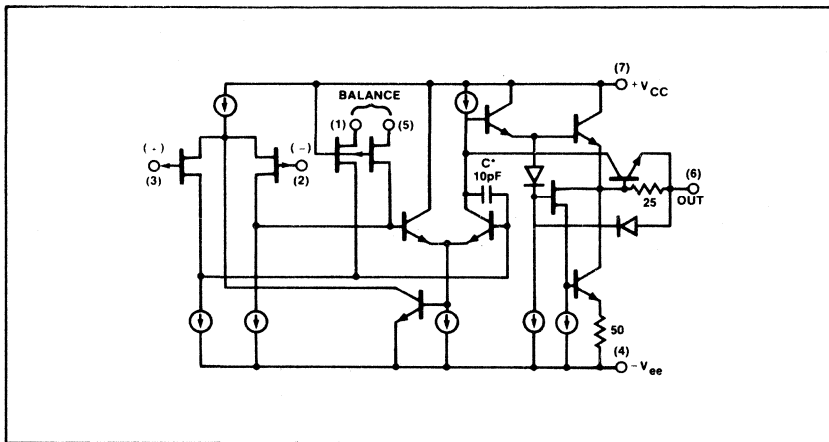 (7)
+VCC
BALANCE
(1) (5)
(-)
(3)
(-)
(2)
C*
10pF
(6)
OUT
25
50
(4)
-Vee